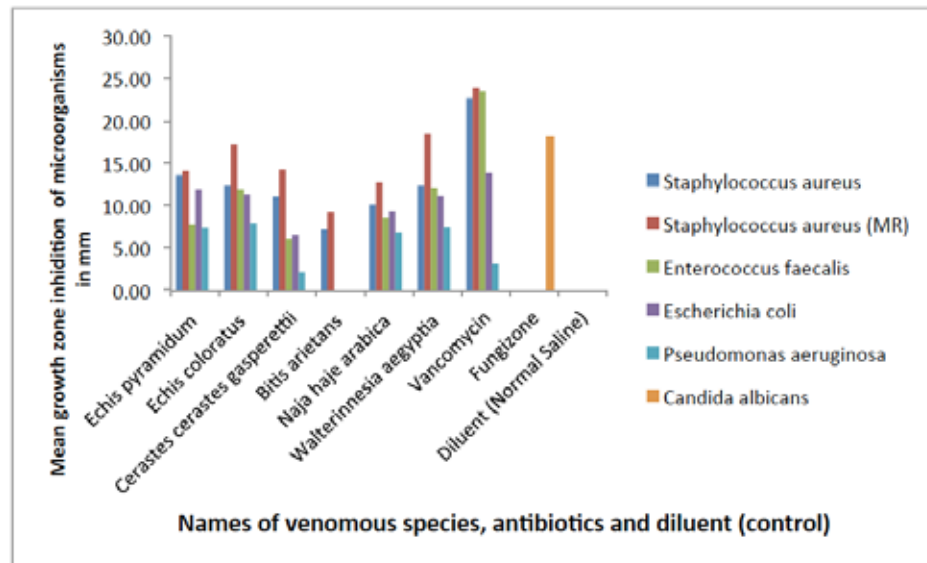 Mean growth zone inhidition of microorganisms
in mm
30.00
25.00
20.00
15.00
10.00
5.00
0.00
Echis pyramidum
Echis coloratus
Cerastes cerastes gasperettii
Bitis arietans
Naja haje arabica
Walterinnesia aegyptia
Vancomycin
Fungizone
Diluent (Normal Saline)
Staphylococcus aureus
Staphylococcus aureus (MR)
Enterococcus faecalis
Escherichia coli
Pseudomonas aeruginosa
Candida albicans
Names of venomous species, antibiotics and diluent (control)